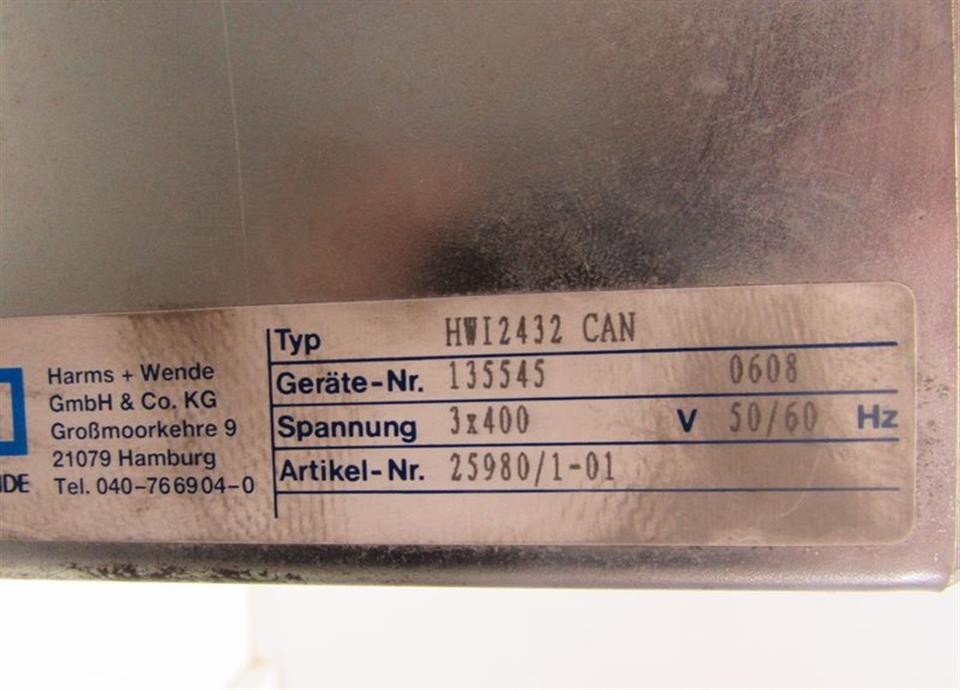 Harms + Wende
GmbH & Co. KG
Großmoorkehre 9
21079 Hamburg
Tel. 040-766904-0
NDE
Typ HWI2432 CAN
Geräte-Nr. 135545 0608
Spannung 3x400 V 50/60 Hz
Artikel-Nr. 25980/1-01